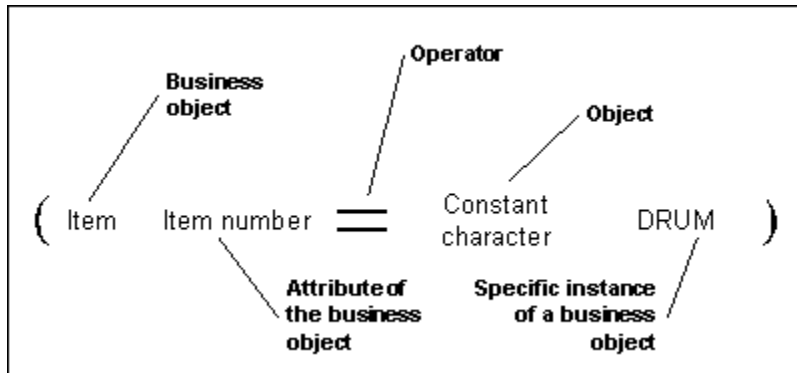 Operator
Business
object
Object
( Item Item number = Constant
character DRUM )
Attribute of
the business
object
Specific instance
of a business
object